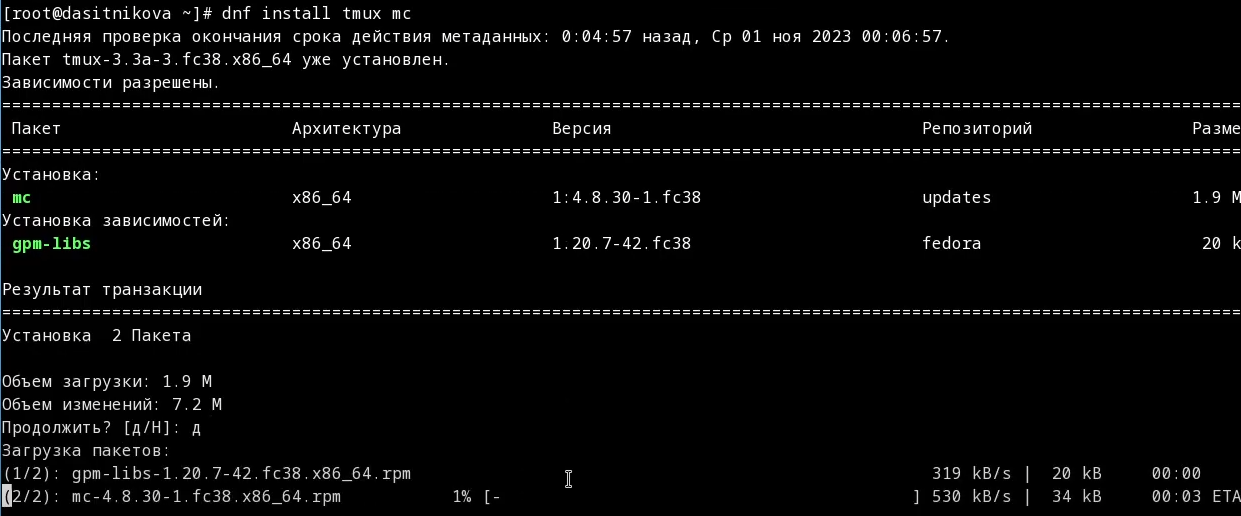 [root@dasitnikova ~]# dnf install tmux mc
Последняя проверка окончания срока действия метаданных: 0:04:57 назад, Ср 01 ноя 2023 00:06:57.
Пакет tmux-3.3a-3.fc38.x86_64 уже установлен.
Зависимости разрешены.
================================================================================
Пакет Архитектура Версия Репозиторий Разме
================================================================================
Установка:
mc x86_64 1:4.8.30-1.fc38 updates 1.9 M
Установка зависимостей:
gpm-libs x86_64 1.20.7-42.fc38 fedora 20 k
Результат транзакции
================================================================================
Установка 2 Пакета
Объем загрузки: 1.9 M
Объем изменений: 7.2 M
Продолжить? [д/Н]: д
Загрузка пакетов:
(1/2): gpm-libs-1.20.7-42.fc38.x86_64.rpm 319 kB/s | 20 kB 00:00
(2/2): mc-4.8.30-1.fc38.x86_64.rpm 1% [- ] 530 kB/s | 34 kB 00:03 ETA